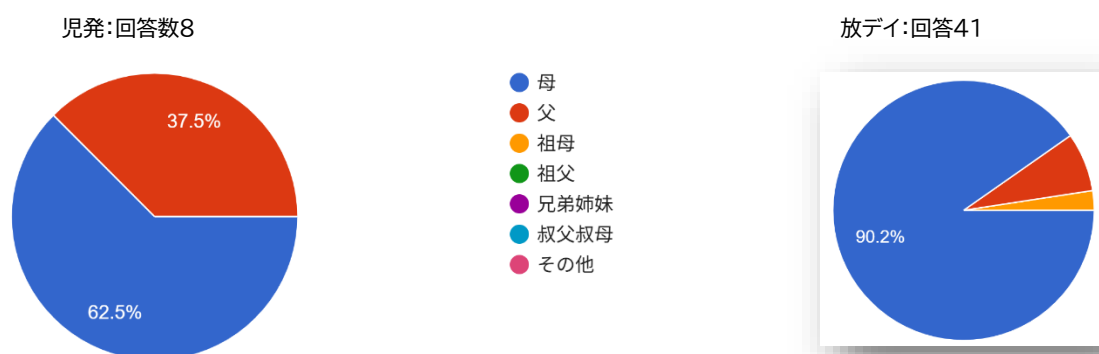 児発:回答数8
放デイ:回答41
37.5%
62.5%
母
父
祖母
祖父
兄弟姉妹
叔父叔母
その他
90.2%